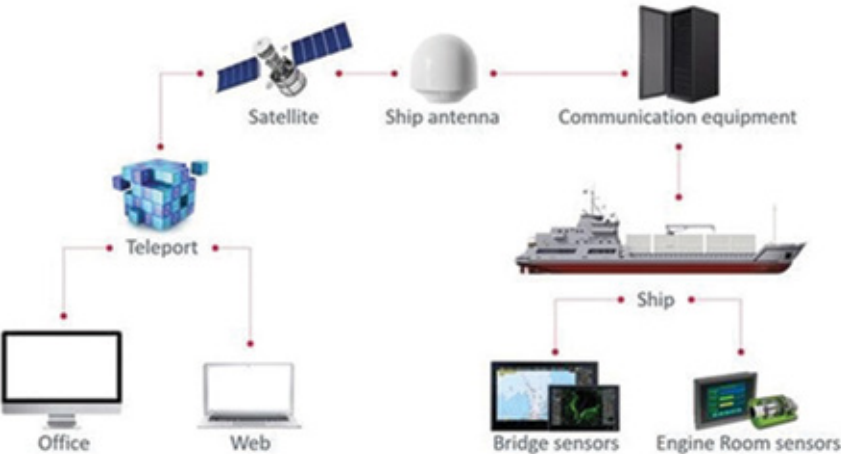 Satellite
Ship antenna
Communication equipment
Teleport
Ship
Office
Web
Bridge sensors
Engine Room sensors